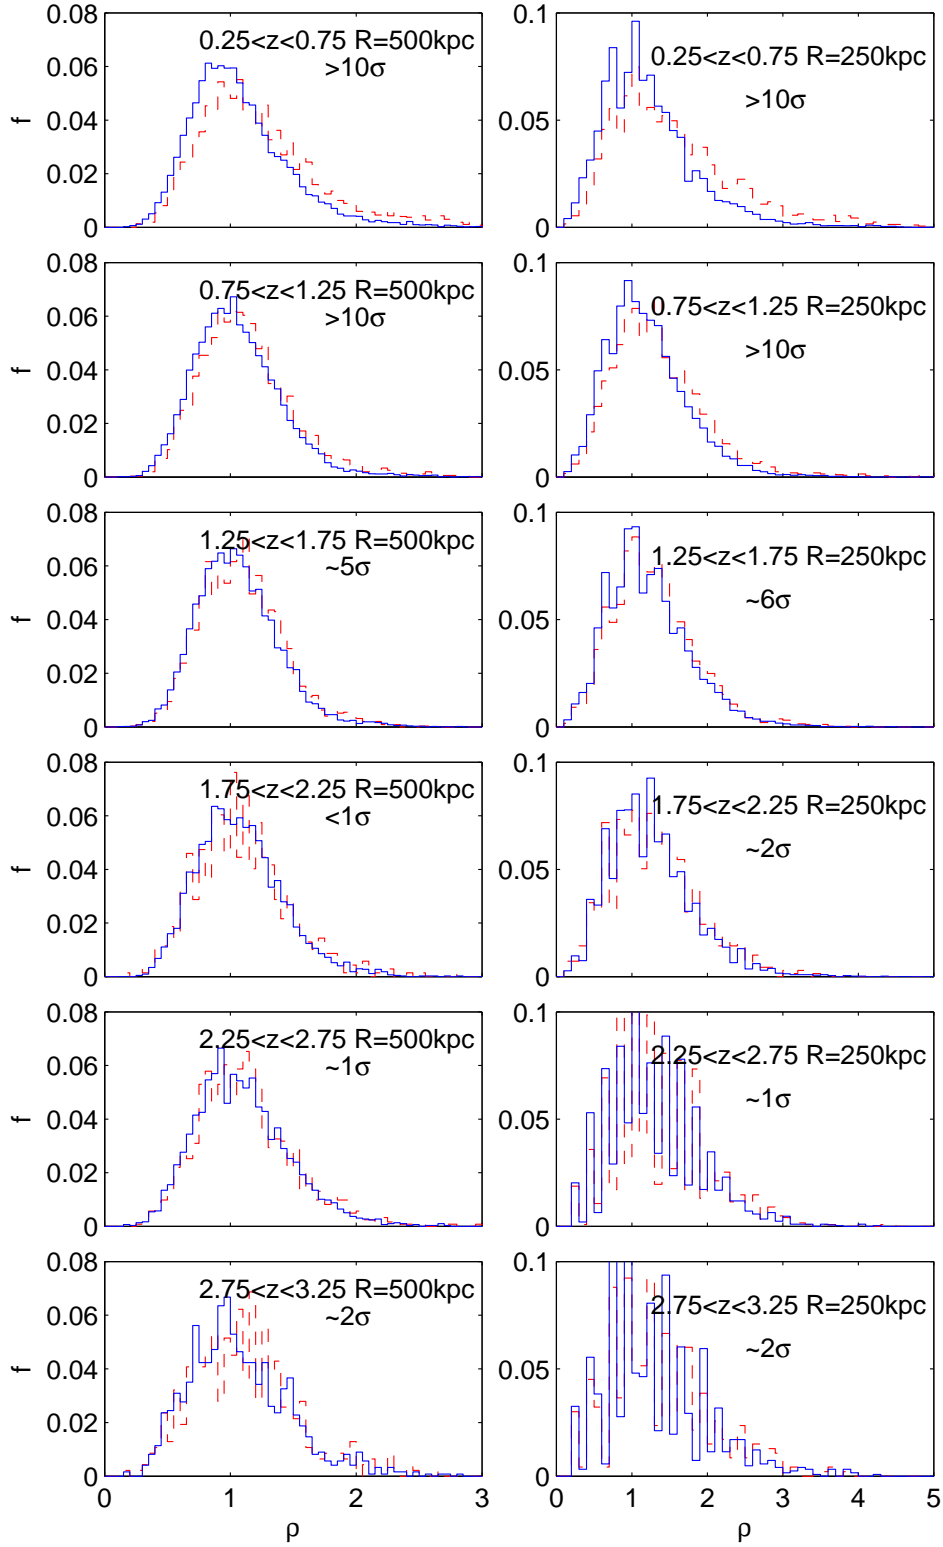 0.08
0.06
0.04
0.02
0
f
0.25<z<0.75 R=500kpc
>10σ
0.1
0.05
0
0.25<z<0.75 R=250kpc
>10σ
0.08
0.06
0.04
0.02
0
f
0.75<z<1.25 R=500kpc
>10σ
0.1
0.05
0
0.75<z<1.25 R=250kpc
>10σ
0.08
0.06
0.04
0.02
0
f
1.25<z<1.75 R=500kpc
~5σ
0.1
0.05
0
1.25<z<1.75 R=250kpc
~6σ
0.08
0.06
0.04
0.02
0
f
1.75<z<2.25 R=500kpc
<1σ
0.1
0.05
0
1.75<z<2.25 R=250kpc
~2σ
0.08
0.06
0.04
0.02
0
f
2.25<z<2.75 R=500kpc
~1σ
0.1
0.05
0
2.25<z<2.75 R=250kpc
~1σ
0.08
0.06
0.04
0.02
0
f
2.75<z<3.25 R=500kpc
~2σ
0 1 2 3
ρ
0.1
0.05
0
2.75<z<3.25 R=250kpc
~2σ
0 1 2 3 4 5
ρ